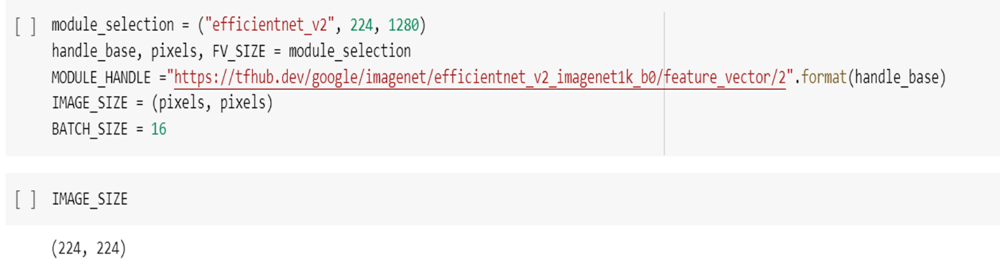 [ ] module_selection = ("efficientnet_v2", 224, 1280)
handle_base, pixels, FV_SIZE = module_selection
MODULE_HANDLE ="https://tfhub.dev/google/imagenet/efficientnet_v2_imagenet1k_b0/feature_vector/2".format(handle_base)
IMAGE_SIZE = (pixels, pixels)
BATCH_SIZE = 16
[ ] IMAGE_SIZE
(224, 224)